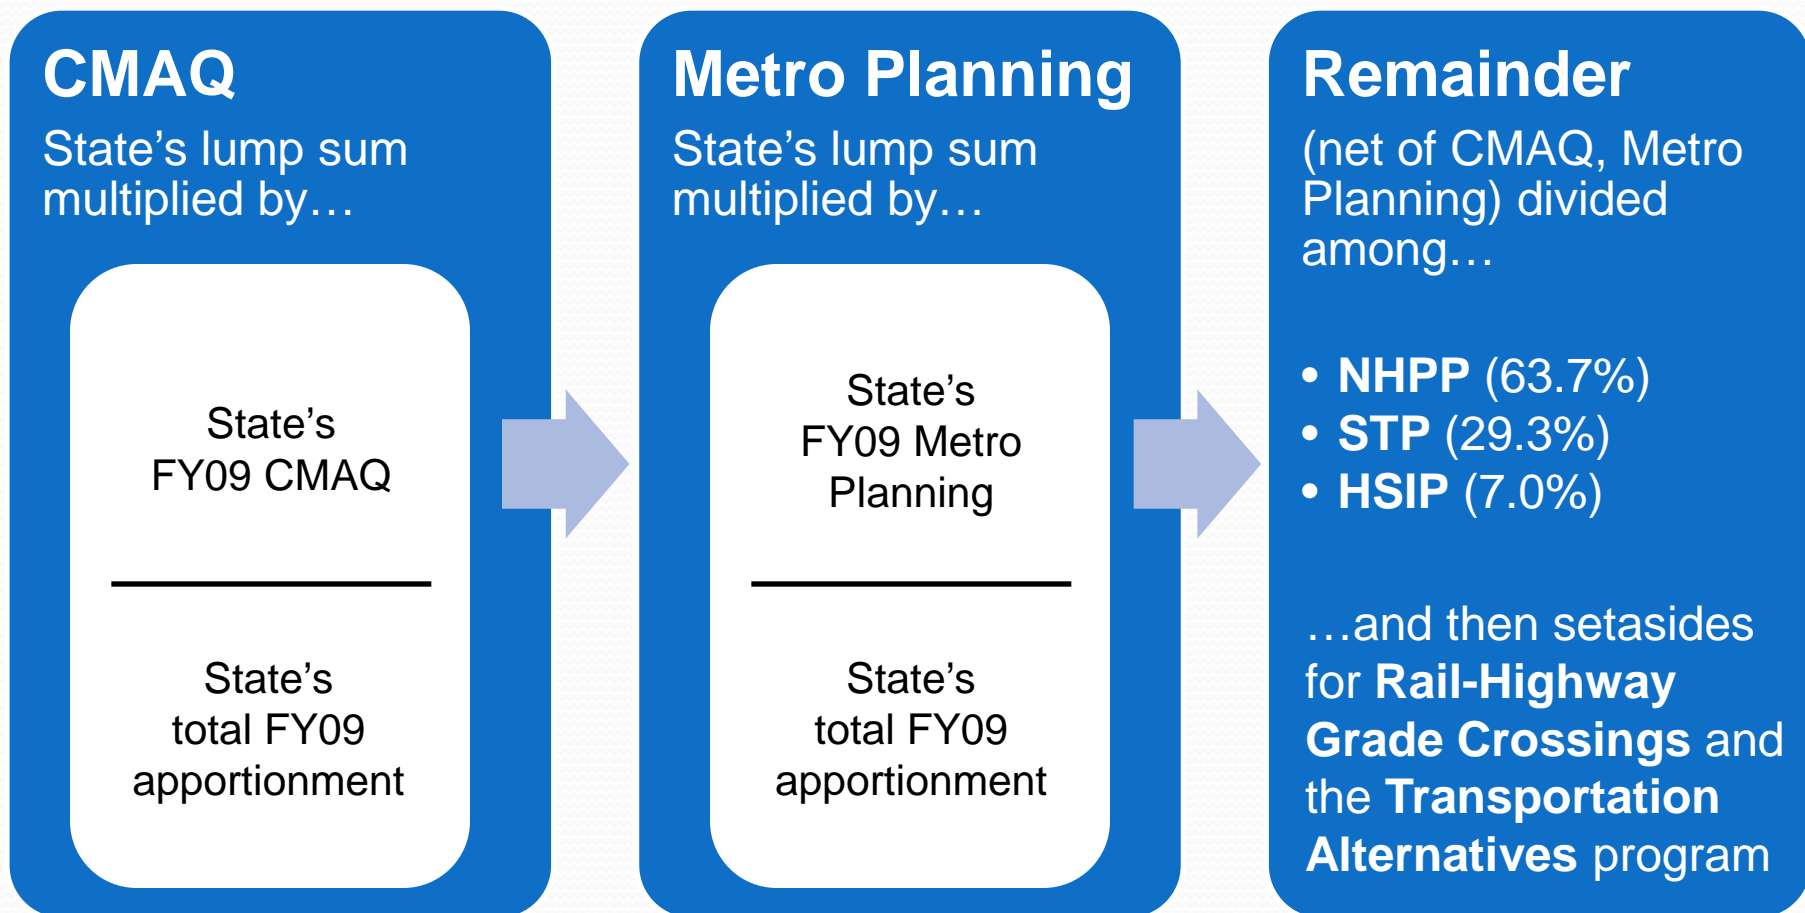 CMAQ
State’s lump sum
multiplied by…
State’s
FY09 CMAQ
State’s
total FY09
apportionment
Metro Planning
State’s lump sum
multiplied by…
State’s
FY09 Metro
Planning
State’s
total FY09
apportionment
Remainder
(net of CMAQ, Metro
Planning) divided
among…
• NHPP (63.7%)
• STP (29.3%)
• HSIP (7.0%)
…and then setasides
for Rail-Highway
Grade Crossings and
the Transportation
Alternatives program